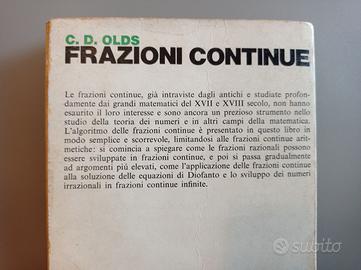 C. D. OLDS
FRAZIONI CONTINUE
Le frazioni continue, già intraviste dagli antichi e studiate profon-
damente dai grandi matematici del XVII e XVIII secolo, non hanno
esaurito il loro interesse e sono ancora un prezioso strumento nello
studio della teoria dei numeri e in altri campi della matematica.
L'algoritmo delle frazioni continue è presentato in questo libro in
modo semplice e scorrevole, limitandosi alle frazioni continue arit-
metiche: si comincia a spiegare come le frazioni razionali possono
essere sviluppate in frazioni continue, e poi si passa gradualmente
ad argomenti piú elevati, come l'applicazione delle frazioni continue
alla soluzione delle equazioni di Diofanto e lo sviluppo dei numeri
irrazionali in frazioni continue infinite.
subito